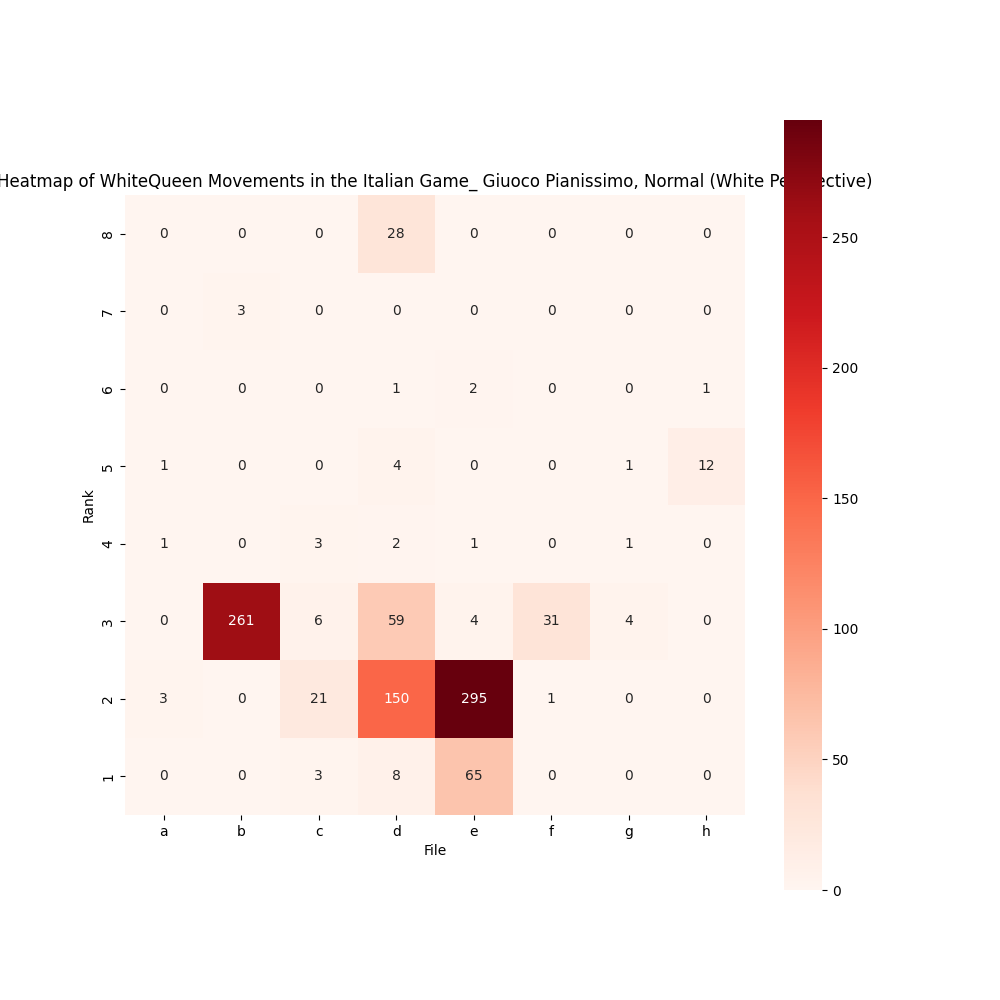 Heatmap of WhiteQueen Movements in the Italian Game_ Giuoco Pianissimo, Normal (White Perspective)
8 0 0 0 28 0 0 0 0
7 0 3 0 0 0 0 0 0
6 0 0 0 1 2 0 0 1
5 1 0 0 4 0 0 1 12
4 1 0 3 2 1 0 1 0
3 0 261 6 59 4 31 4 0
2 3 0 21 150 295 1 0 0
1 0 0 3 8 65 0 0 0
a b c d e f g h
File
Rank
250
200
150
100
50
0